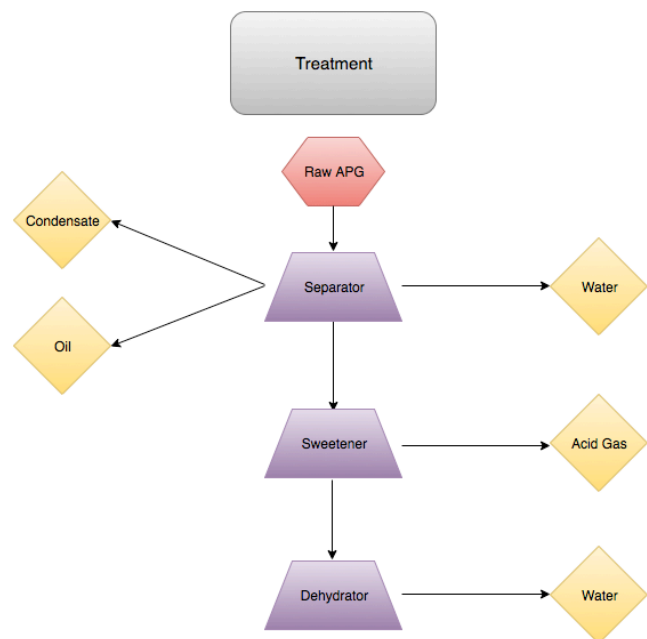 Treatment
Raw APG
Condensate
Separator
Water
Oil
Sweetener
Acid Gas
Dehydrator
Water